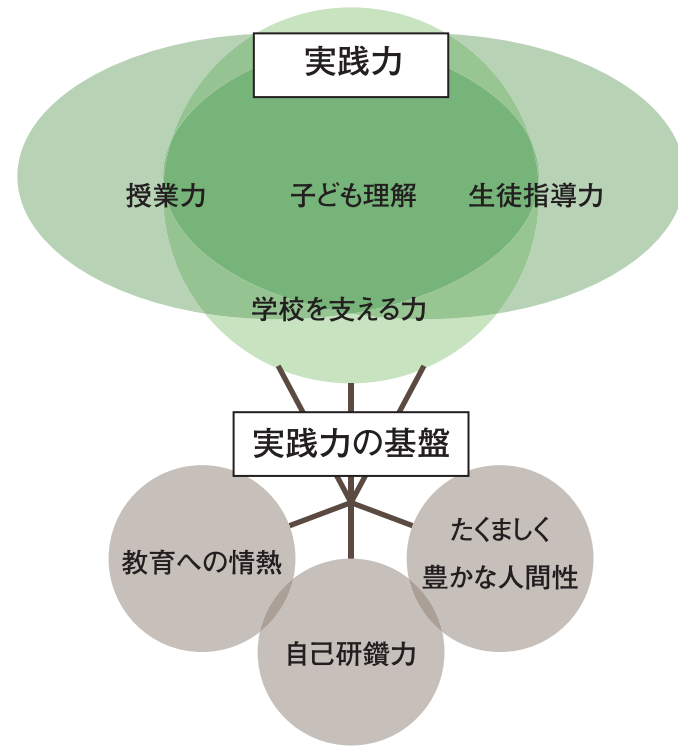 実践力
授業力
子ども理解
生徒指導力
学校を支える力
実践力の基盤
教育への情熱
たくましく
豊かな人間性
自己研鑽力